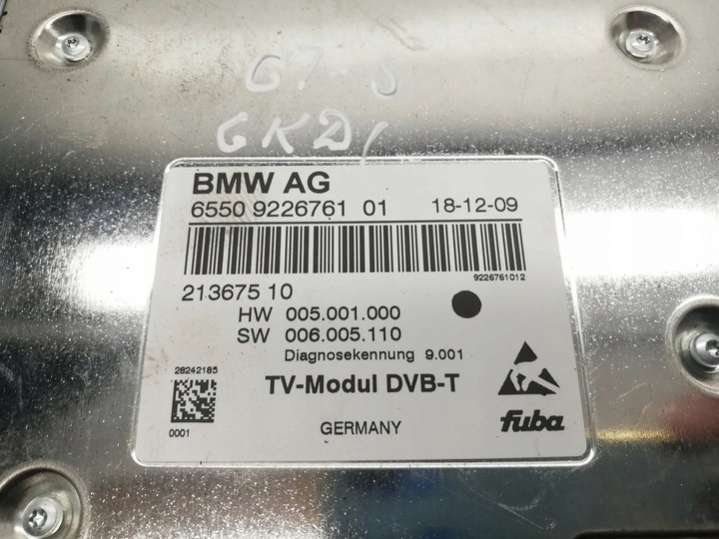 GKD
BMW AG
6550 9226761 01 18-12-09
9226761012
213675 10
HW 005.001.000
SW 006.005.110
Diagnosekennung 9.001
28242185
TV-Modul DVB-T
0001
GERMANY
fuba